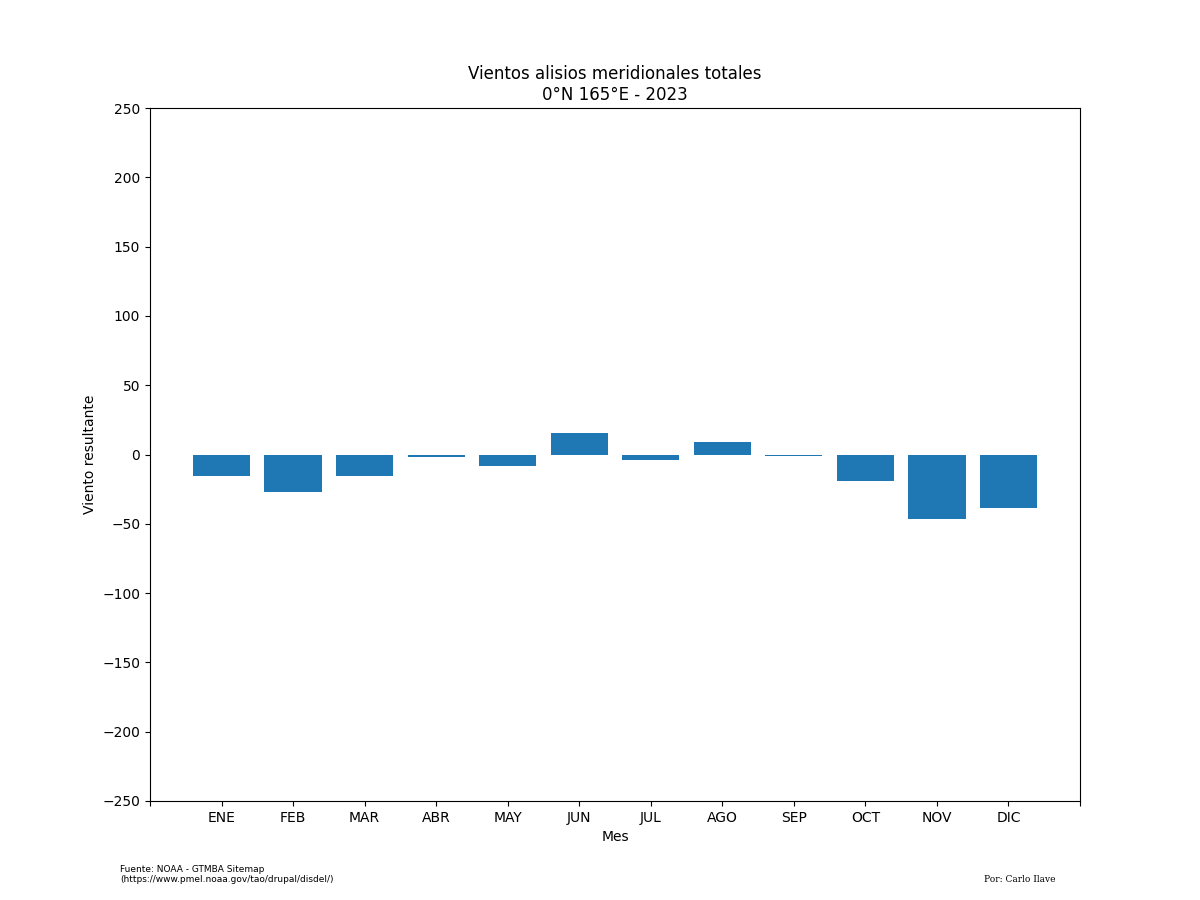 Vientos alisios meridionales totales
0°N 165°E - 2023
250
200
150
100
50
0
−50
−100
−150
−200
−250
Viento resultante
ENE FEB MAR ABR MAY JUN JUL AGO SEP OCT NOV DIC
Mes
Fuente: NOAA - GTMBA Sitemap
(https://www.pmel.noaa.gov/tao/drupal/disdel/)
Por: Carlo Ilave